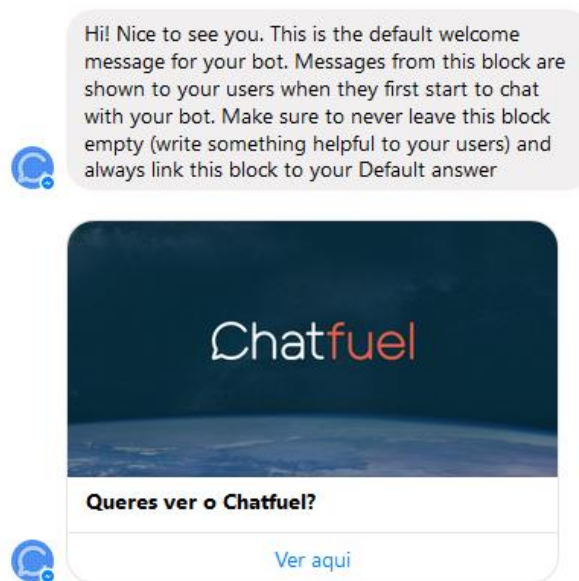 Hi! Nice to see you. This is the default welcome
message for your bot. Messages from this block are
shown to your users when they first start to chat
with your bot. Make sure to never leave this block
empty (write something helpful to your users) and
always link this block to your Default answer
Chatfuel
Queres ver o Chatfuel?
Ver aqui